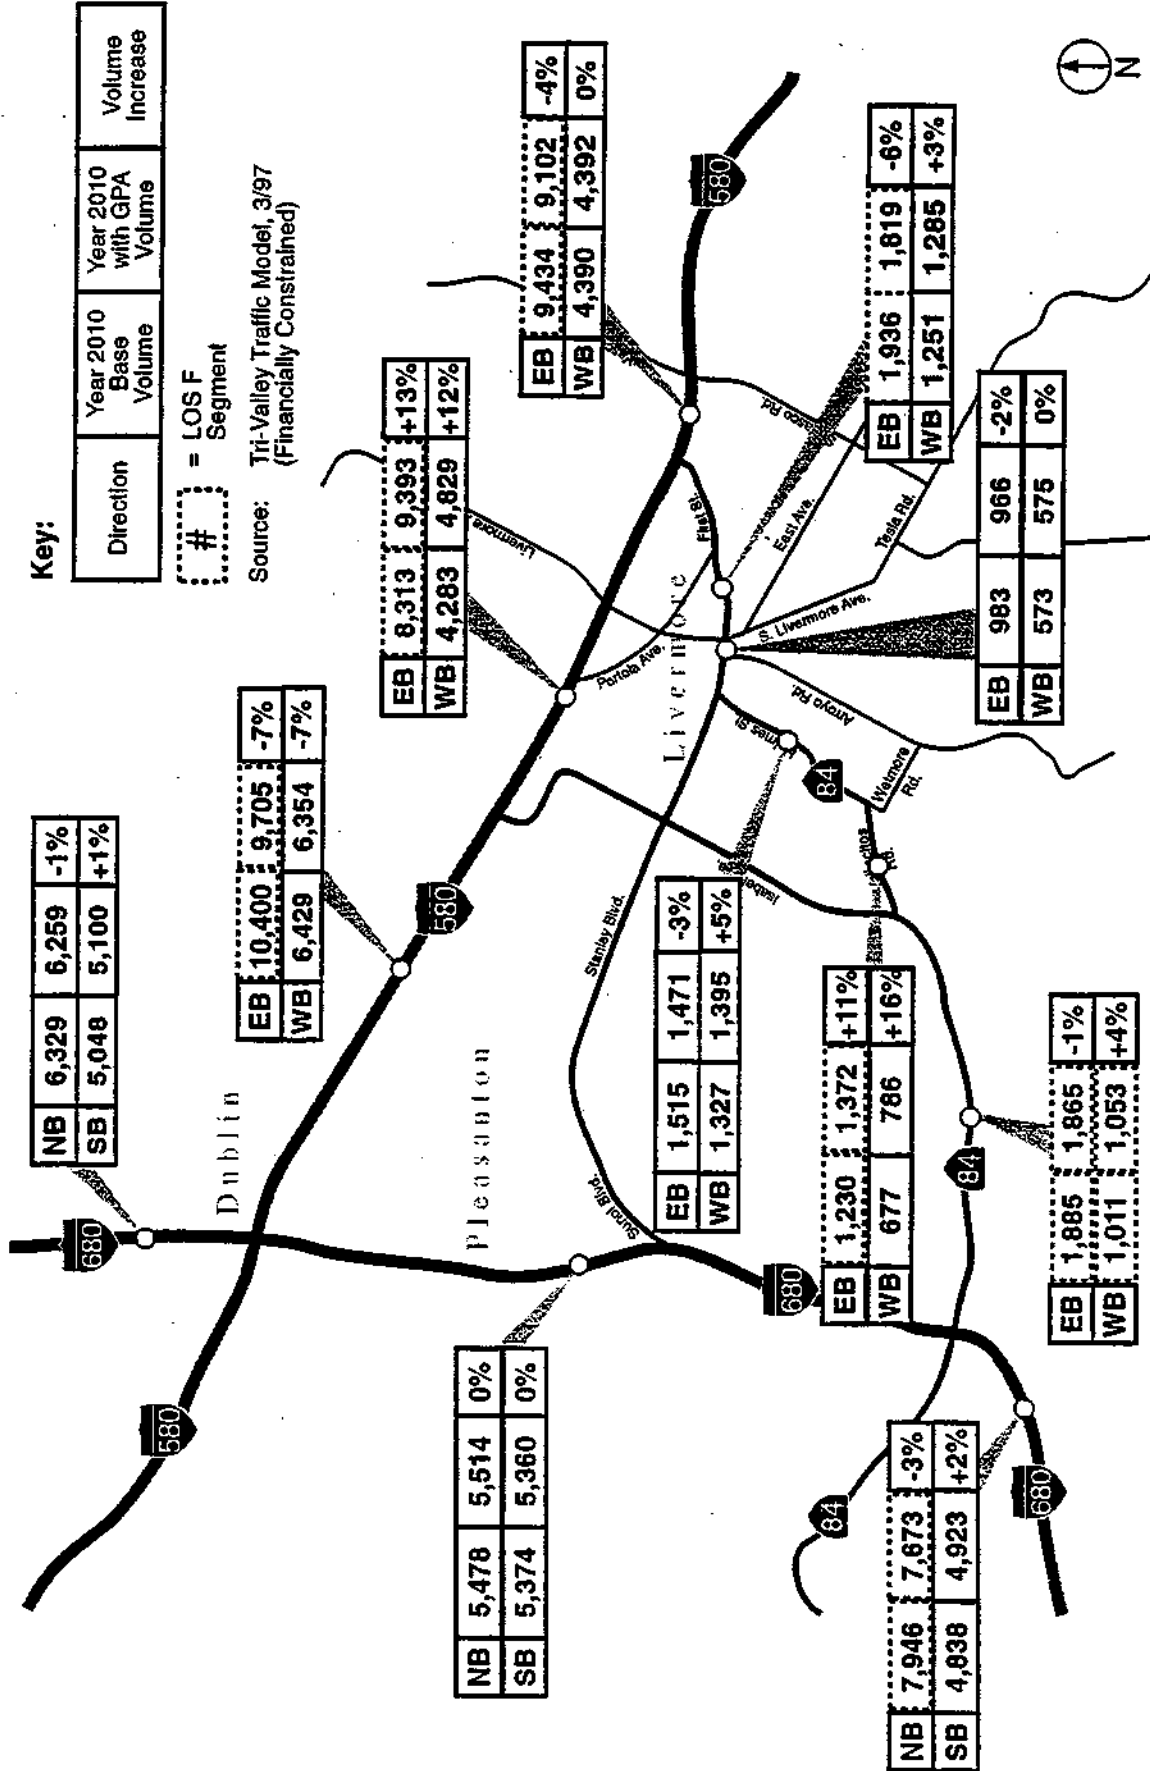 Key:
Direction
Year 2010
Base
Volume
Year 2010
with GPA
Volume
Volume
Increase
# = LOS F
Segment
Source: Tri-Valley Traffic Model, 3/97
(Financially Constrained)
NB 6,329 6,259 -1%
SB 5,048 5,100 +1%
EB 10,400 9,705 -7%
WB 6,429 6,354 -7%
EB 8,313 9,393 +13%
WB 4,283 4,829 +12%
EB 9,434 9,102 -4%
WB 4,390 4,392 0%
NB 5,478 5,514 0%
SB 5,374 5,360 0%
EB 1,515 1,471 -3%
WB 1,327 1,395 +5%
EB 1,936 1,819 -6%
WB 1,251 1,285 +3%
EB 1,230 1,372 +11%
WB 677 786 +16%
EB 983 966 -2%
WB 573 575 0%
NB 7,946 7,673 -3%
SB 4,838 4,923 +2%
EB 1,885 1,865 -1%
WB 1,011 1,053 +4%
580
680
Dublin
580
Pleasanton
Livermore
580
Livermore
Portola Ave.
First St.
East Ave.
Tesla Rd.
S. Livermore Ave.
Arroyo Rd.
Wetmore
Rd.
Stanley Blvd.
Sunol Blvd.
Isabel
Rd.
84
680
84
84
680
N